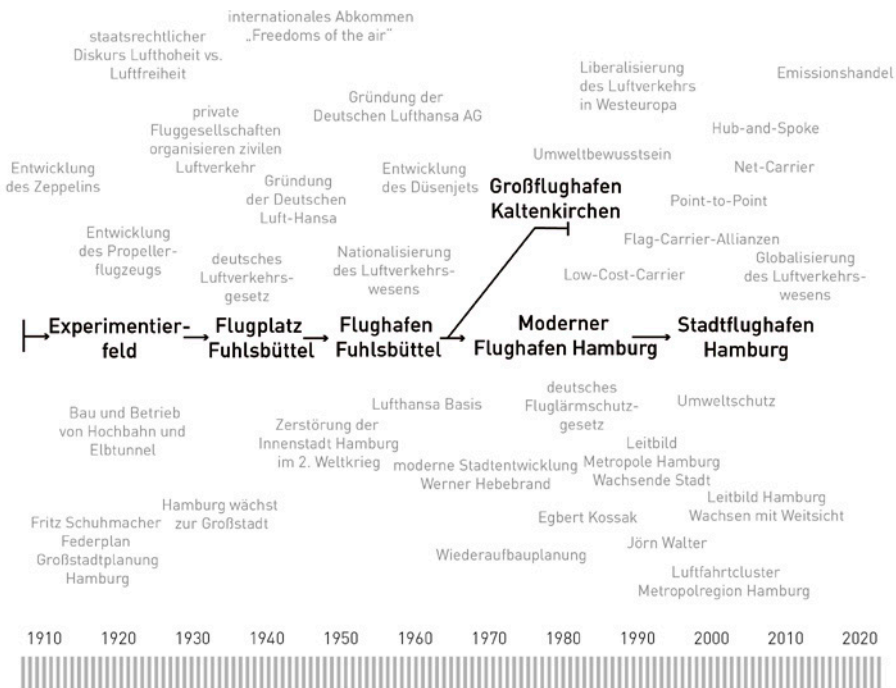 internationales Abkommen
„Freedoms of the air“
staatsrechtlicher
Diskurs Lufthoheit vs.
Luftfreiheit
Liberalisierung
des Luftverkehrs
in Westeuropa
Emissionshandel
Gründung der
Deutschen Lufthansa AG
private
Fluggesellschaften
organisieren zivilen
Luftverkehr
Hub-and-Spoke
Umweltbewusstsein
Entwicklung
des Zeppelins
Gründung
der Deutschen
Luft-Hansa
Entwicklung
des Düsenjets
Großflughafen
Kaltenkirchen
Net-Carrier
Point-to-Point
Entwicklung
des Propeller-
flugzeugs
deutsches
Luftverkehrs-
gesetz
Nationalisierung
des Luftverkehrs-
wesens
Flag-Carrier-Allianzen
Low-Cost-Carrier
Globalisierung
des Luftverkehrs-
wesens
Experimentier-
feld
Flugplatz
Fuhlsbüttel
Flughafen
Fuhlsbüttel
Moderner
Flughafen Hamburg
Stadtflughafen
Hamburg
Bau und Betrieb
von Hochbahn und
Elbtunnel
Zerstörung der
Innenstadt Hamburg
im 2. Weltkrieg
Lufthansa Basis
deutsches
Fluglärmschutz-
gesetz
Umweltschutz
moderne Stadtentwicklung
Werner Hebebrand
Leitbild
Metropole Hamburg
Wachsende Stadt
Hamburg wächst
zur Großstadt
Leitbild Hamburg
Wachsen mit Weitsicht
Fritz Schuhmacher
Federplan
Großstadtplanung
Hamburg
Egbert Kossak
Wiederaufbauplanung
Jörn Walter
Luftfahrtcluster
Metropolregion Hamburg
1910 1920 1930 1940 1950 1960 1970 1980 1990 2000 2010 2020